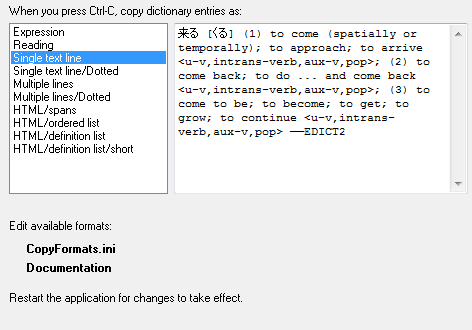 When you press Ctrl-C, copy dictionary entries as:
Expression
Reading
Single text line
Single text line/Dotted
Multiple lines
Multiple lines/Dotted
HTML/spans
HTML/ordered list
HTML/definition list
HTML/definition list/short
来る [くる] (1) to come (spatially or
temporally); to approach; to arrive
<u-v,intrans-verb,aux-v,pop>; (2) to
come back; to do ... and come back
<u-v,intrans-verb,aux-v,pop>; (3) to
come to be; to become; to get; to
grow; to continue <u-v,intrans-
verb,aux-v,pop> ——EDICT2
Edit available formats:
CopyFormats.ini
Documentation
Restart the application for changes to take effect.